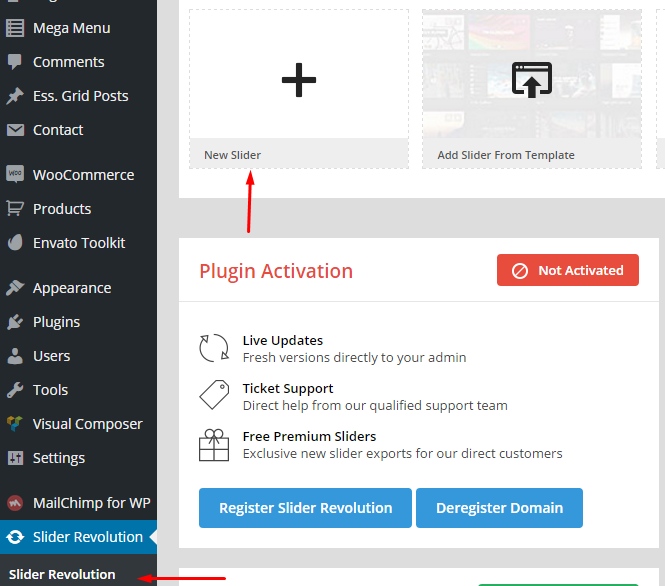 Mega Menu
Comments
Ess. Grid Posts
Contact
WooCommerce
Products
Envato Toolkit
Appearance
Plugins
Users
Tools
Visual Composer
Settings
MailChimp for WP
Slider Revolution
Slider Revolution
New Slider
Add Slider From Template
Plugin Activation
Not Activated
Live Updates
Fresh versions directly to your admin
Ticket Support
Direct help from our qualified support team
Free Premium Sliders
Exclusive new slider exports for our direct customers
Register Slider Revolution
Deregister Domain